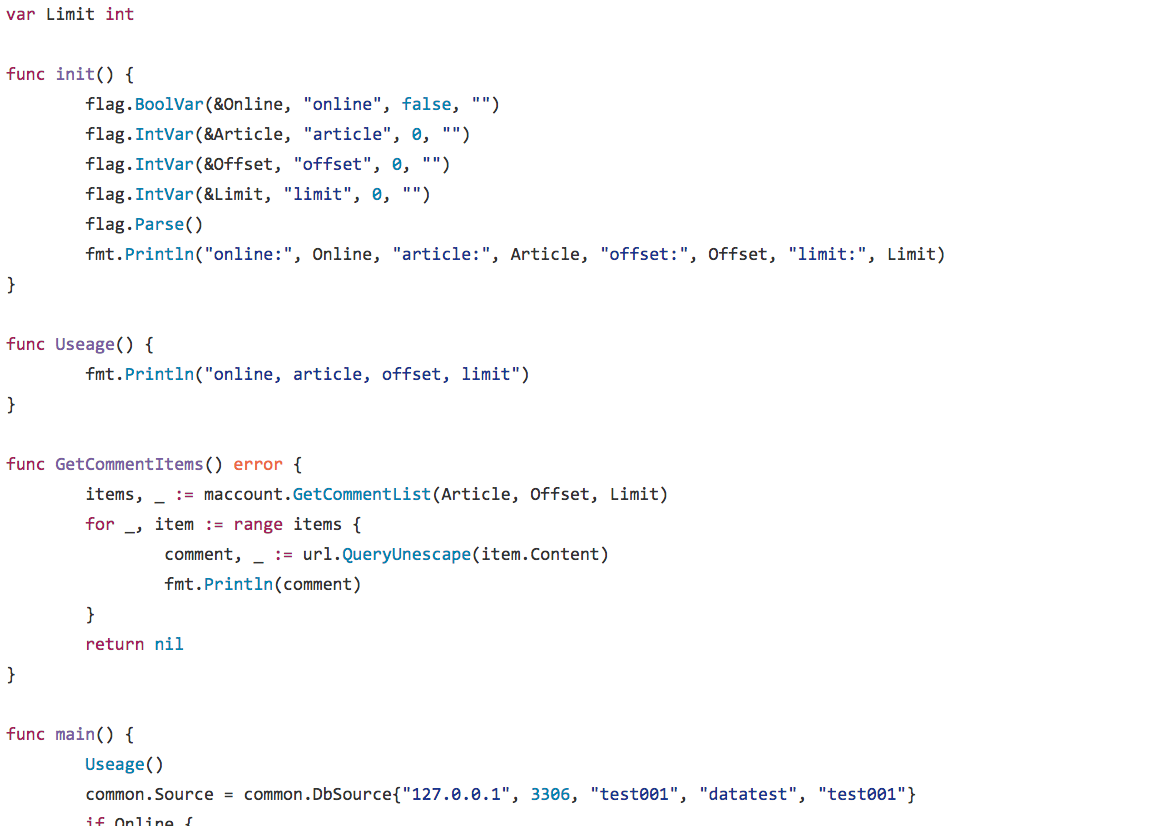 var Limit int
func init() {
flag.BoolVar(&Online, "online", false, "")
flag.IntVar(&Article, "article", 0, "")
flag.IntVar(&Offset, "offset", 0, "")
flag.IntVar(&Limit, "limit", 0, "")
flag.Parse()
fmt.Println("online:", Online, "article:", Article, "offset:", Offset, "limit:", Limit)
}
func Useage() {
fmt.Println("online, article, offset, limit")
}
func GetCommentItems() error {
items, _ := maccount.GetCommentList(Article, Offset, Limit)
for _, item := range items {
comment, _ := url.QueryUnescape(item.Content)
fmt.Println(comment)
}
return nil
}
func main() {
Useage()
common.Source = common.DbSource{"127.0.0.1", 3306, "test001", "datatest", "test001"}
if Online {